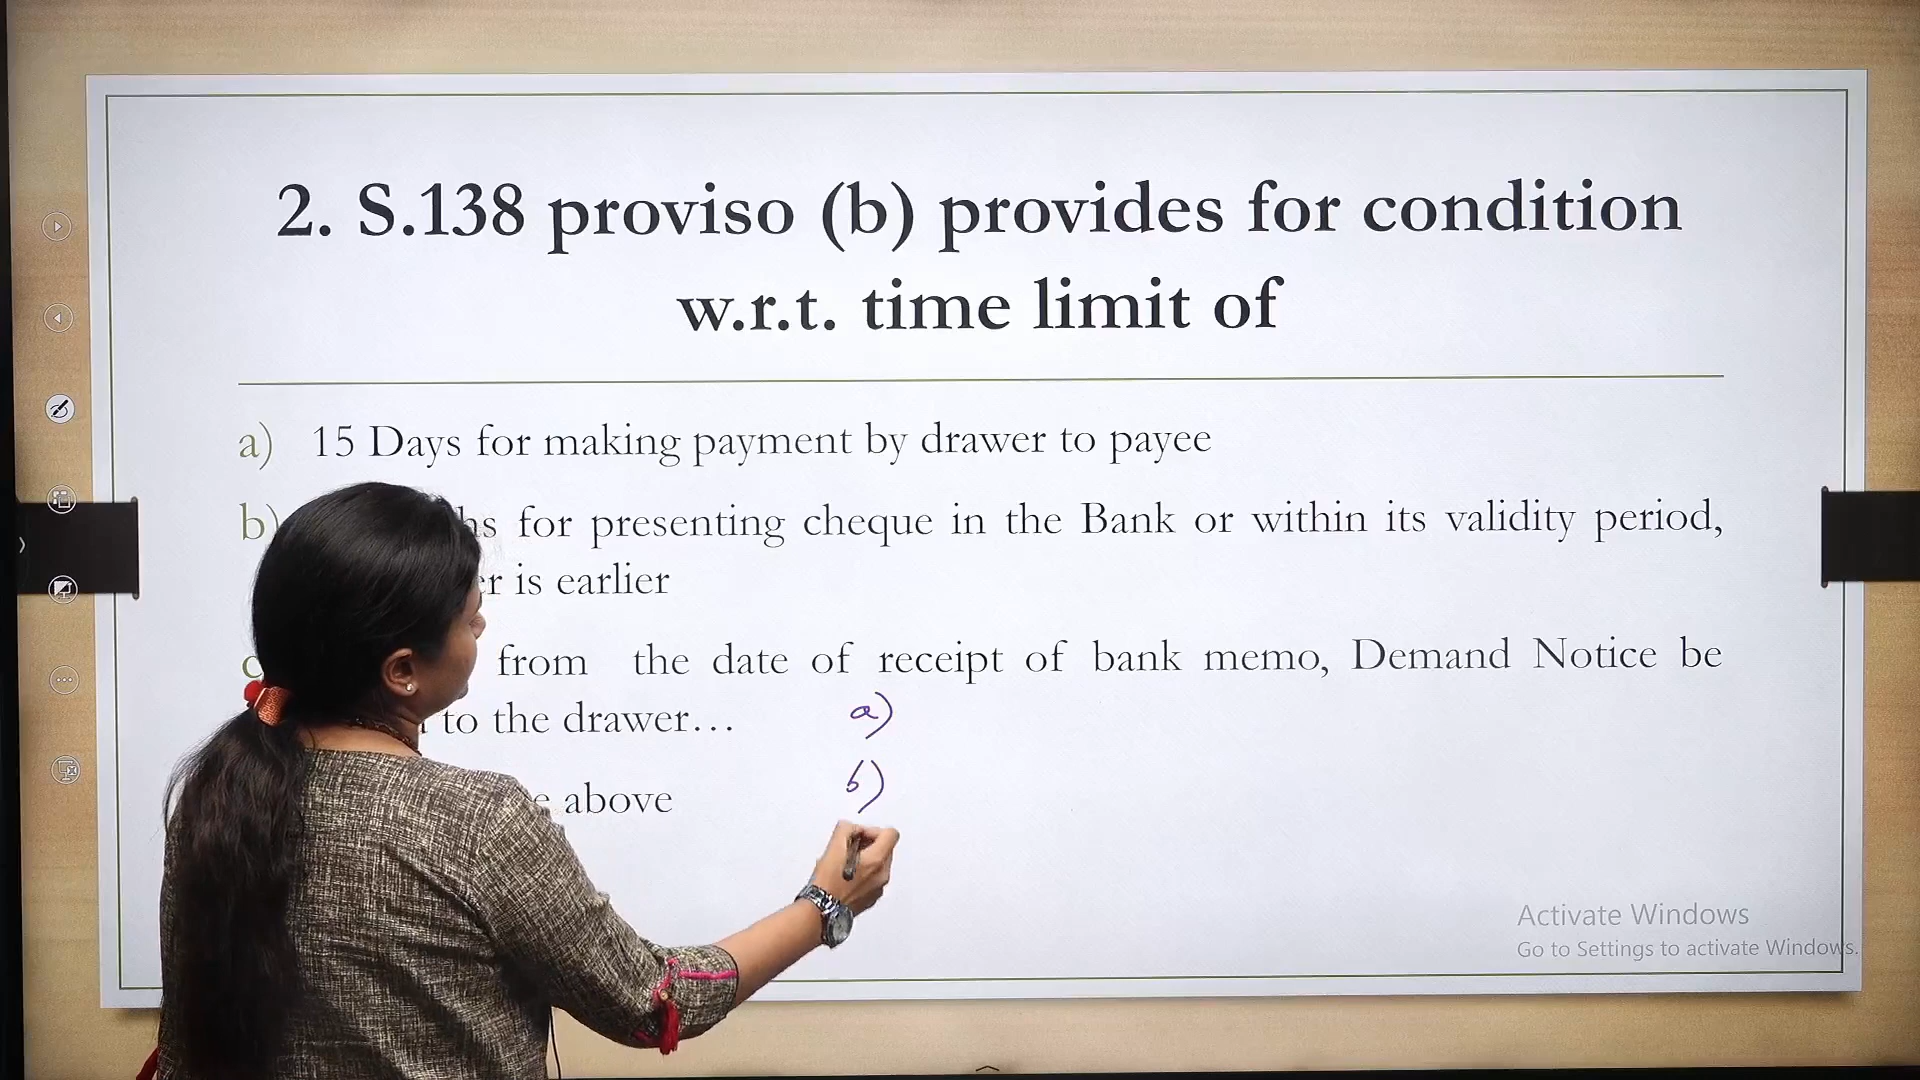 2. S.138 proviso (b) provides for condition
w.r.t. time limit of
a) 15 Days for making payment by drawer to payee
b) for presenting cheque in the Bank or within its validity period,
is earlier
from the date of receipt of bank memo, Demand Notice be
to the drawer...
above
a)
b)
Activate Windows
Go to Settings to activate Windows.